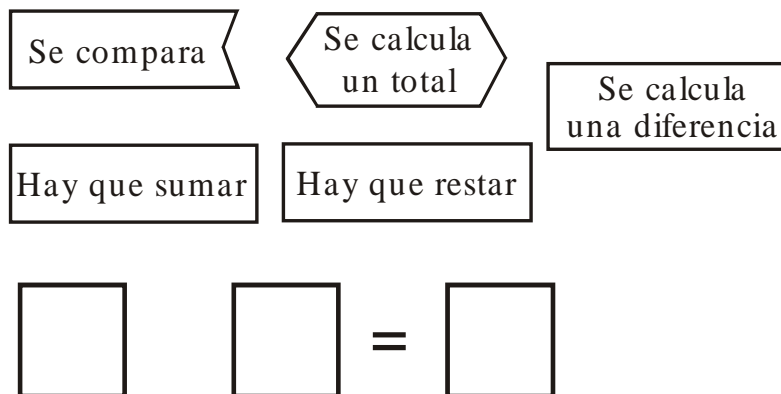 Se compara
Se calcula
un total
Se calcula
una diferencia
Hay que sumar
Hay que restar
=